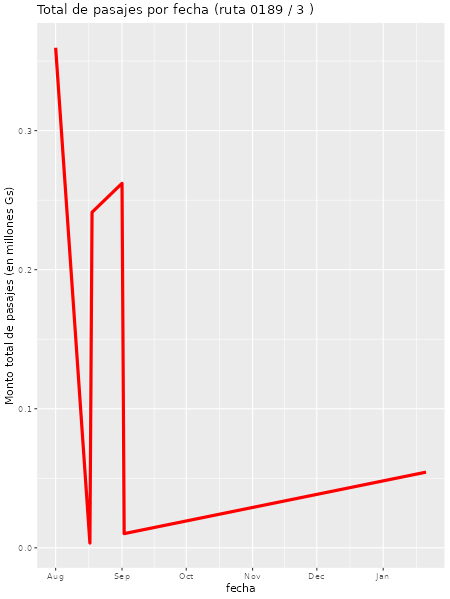 Total de pasajes por fecha (ruta 0189 / 3 )
Monto total de pasajes (en millones Gs)
0.3
0.2
0.1
0.0
Aug Sep Oct Nov Dec Jan
fecha